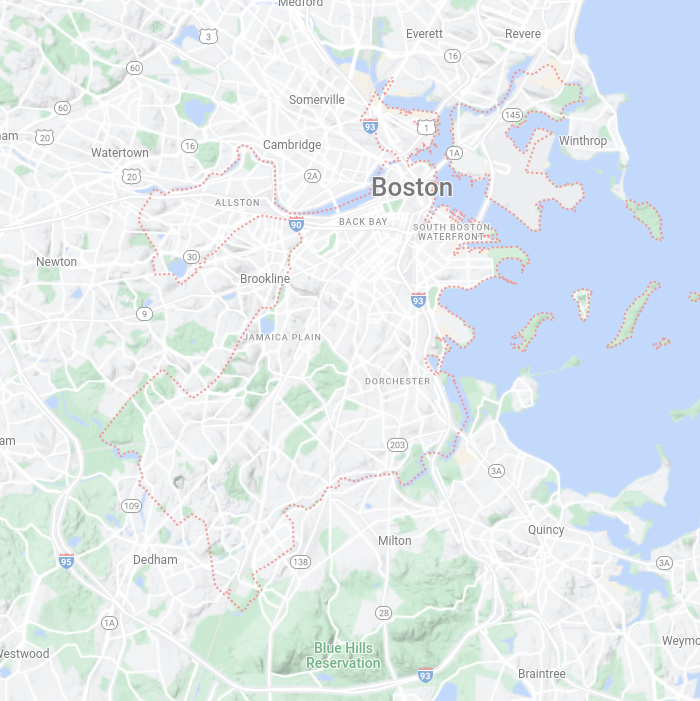 Medford
Everett
Revere
3
16
60
Somerville
60
145
am
20
93
1
Winthrop
16
Cambridge
Watertown
1A
20
2A
Boston
ALLSTON
90
BACK BAY
SOUTH BOSTON
WATERFRONT
30
Newton
Brookline
93
9
JAMAICA PLAIN
DORCHESTER
am
203
3A
109
Quincy
Milton
Dedham
95
138
3A
28
1A
Weymo
Westwood
Blue Hills
Reservation
93
Braintree